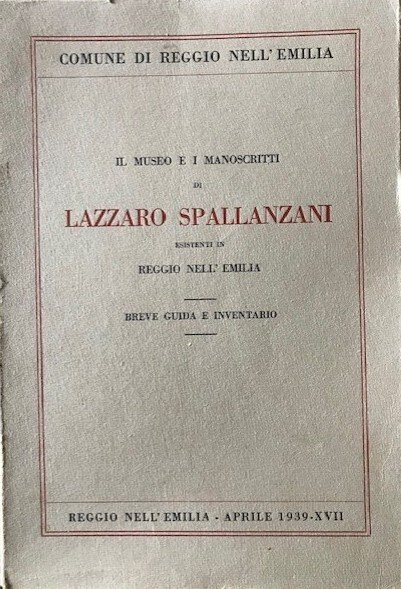 COMUNE DI REGGIO NELL'EMILIA
IL MUSEO E I MANOSCRITTI
DI
LAZZARO SPALLANZANI
ESISTENTI IN
REGGIO NELL'EMILIA
BREVE GUIDA E INVENTARIO
REGGIO NELL'EMILIA - APRILE 1939-XVII